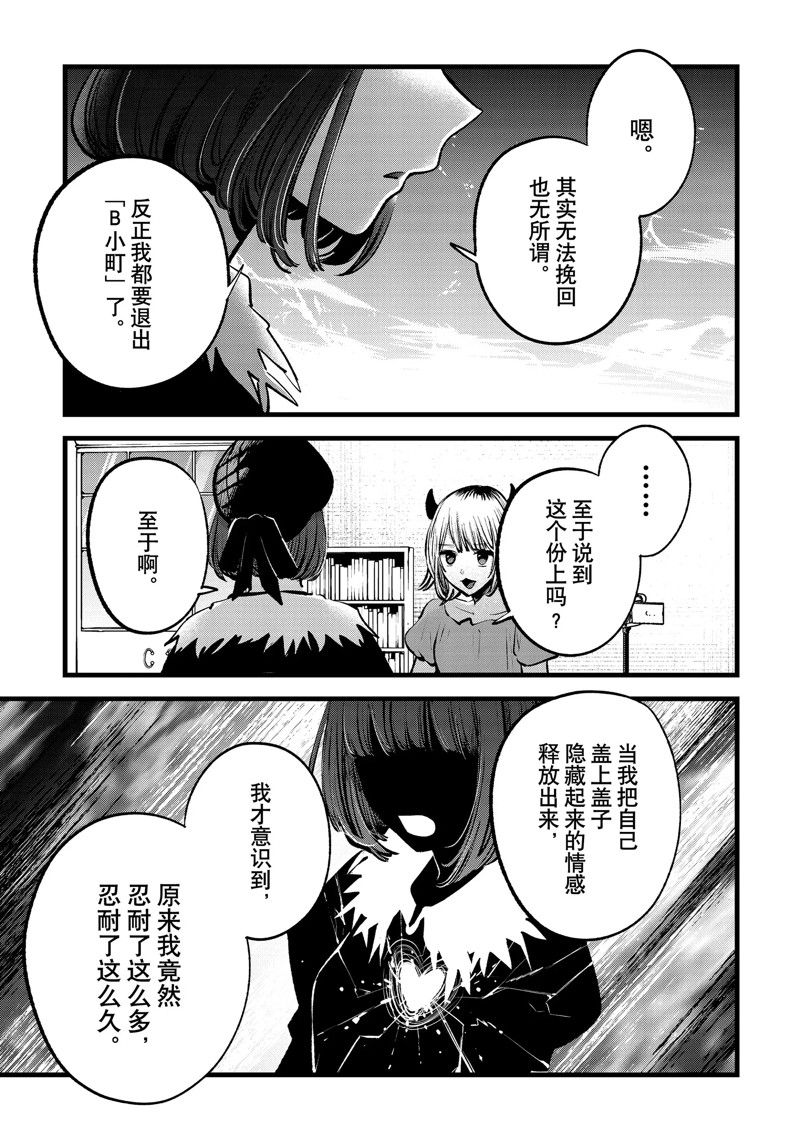 嗯。
其实无法挽回
也无所谓。
反正我都要退出
「B小町」了。
……
至于说到
这个份上吗?
至于啊。
当我把自己
盖上盖子
隐藏起来的情感
释放出来,
我才意识到,
原来我竟然
忍耐了这么多,
忍耐了这么久。